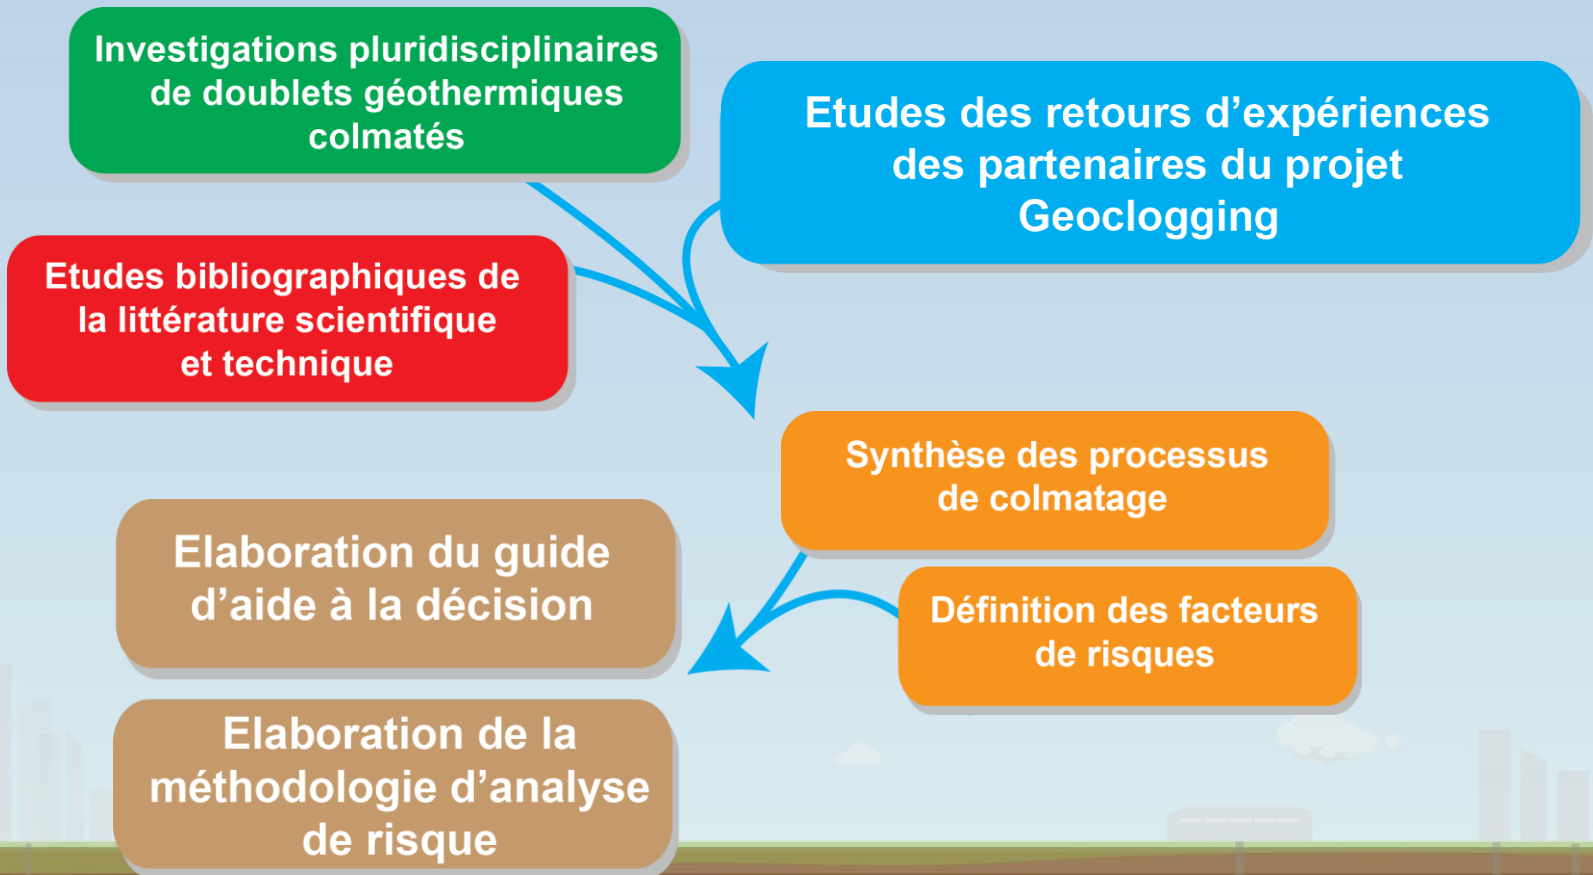 Investigations pluridisciplinaires
de doublets géothermiques
colmatés
Etudes des retours d’expériences
des partenaires du projet
Geoclogging
Etudes bibliographiques de
la littérature scientifique
et technique
Synthèse des processus
de colmatage
Définition des facteurs
de risques
Elaboration du guide
d’aide à la décision
Elaboration de la
méthodologie d’analyse
de risque